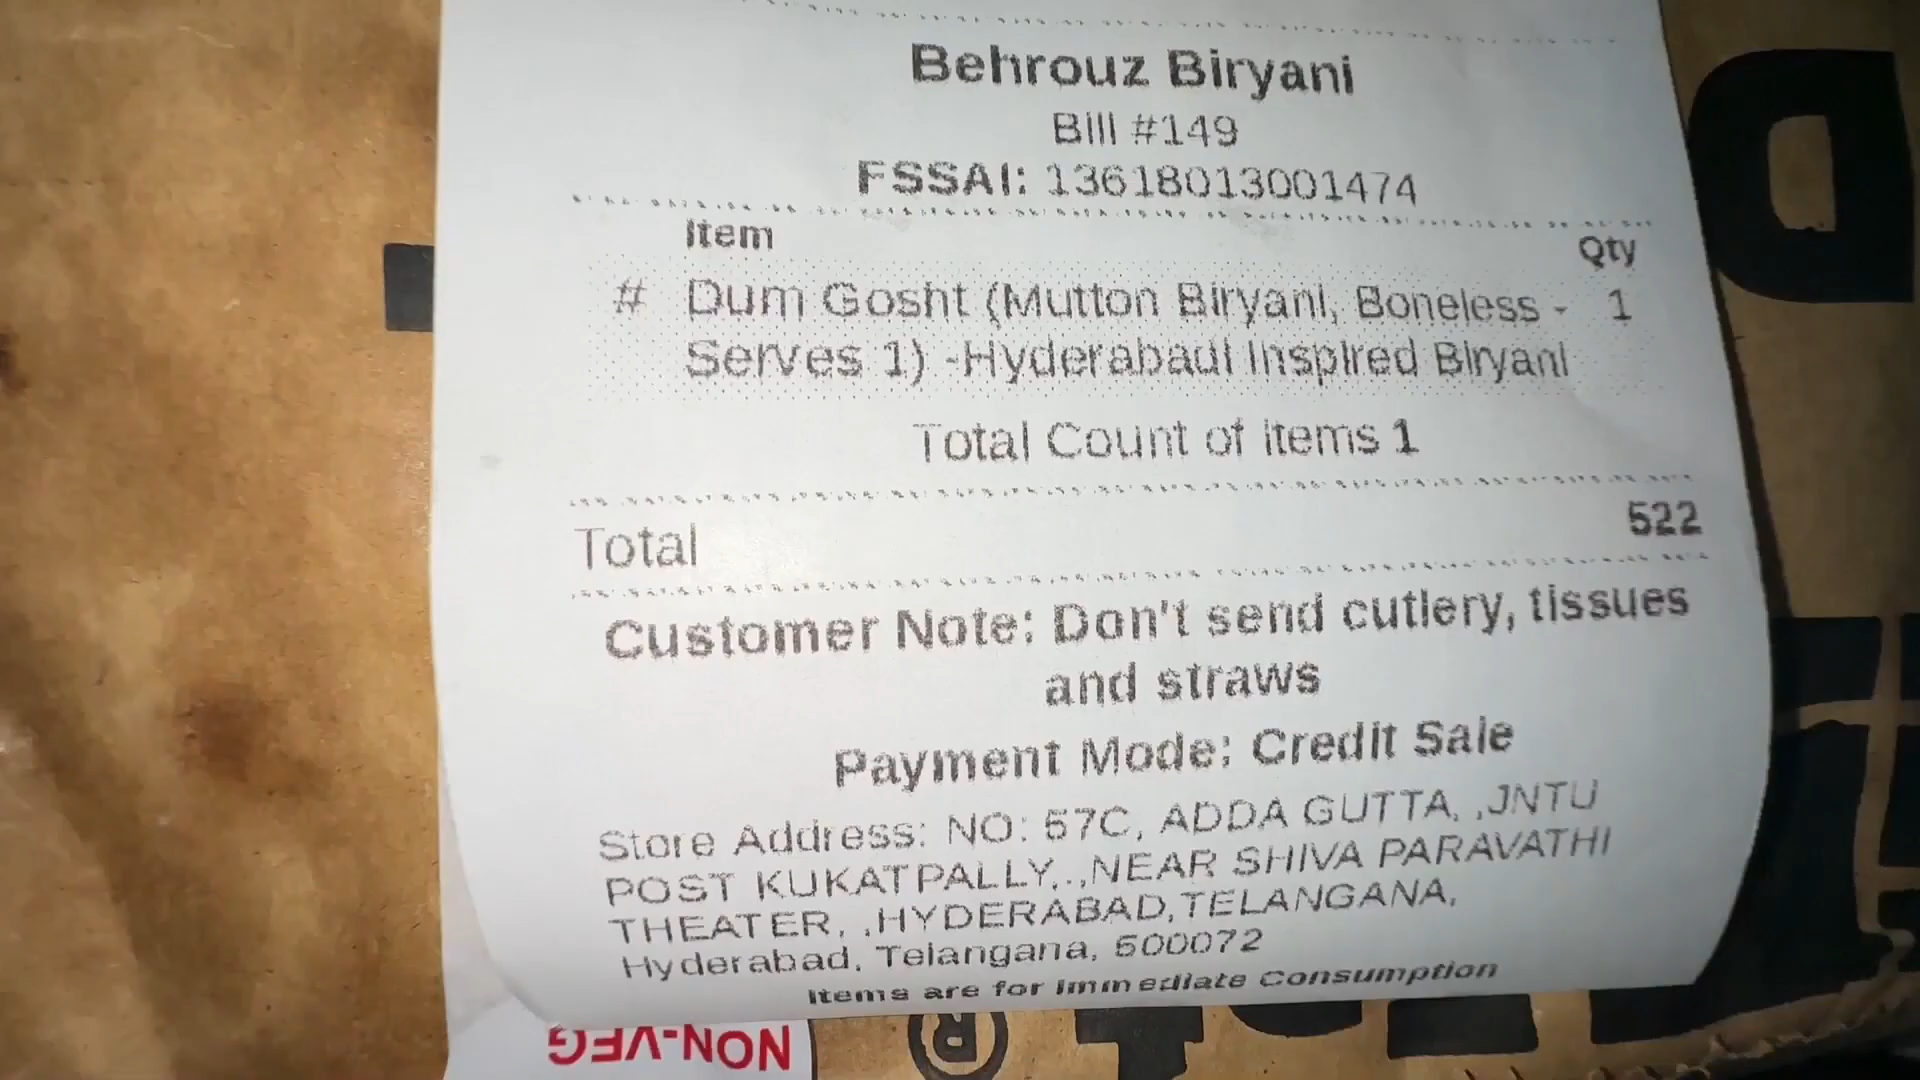 Behrouz Biryani
Bill #149
FSSAI: 13618013001474
Item Qty
# Dum Gosht (Mutton Biryani, Boneless - 1
Serves 1) -Hyderabadi Inspired Biryani
Total Count of items 1
Total 522
Customer Note: Don't send cutlery, tissues
and straws
Payment Mode: Credit Sale
Store Address: NO: 57C, ADDA GUTTA, ,JNTU
POST KUKATPALLY,.,NEAR SHIVA PARAVATHI
THEATER, ,HYDERABAD,TELANGANA,
Hyderabad, Telangana, 500072
Items are for Immediate Consumption
NON-VEG
®